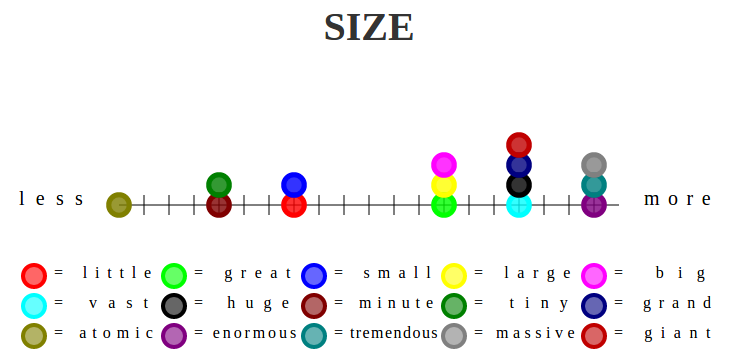 SIZE
less more
= little = great = small = large = big
= vast = huge = minute = tiny = grand
= atomic = enormous = tremendous = massive = giant